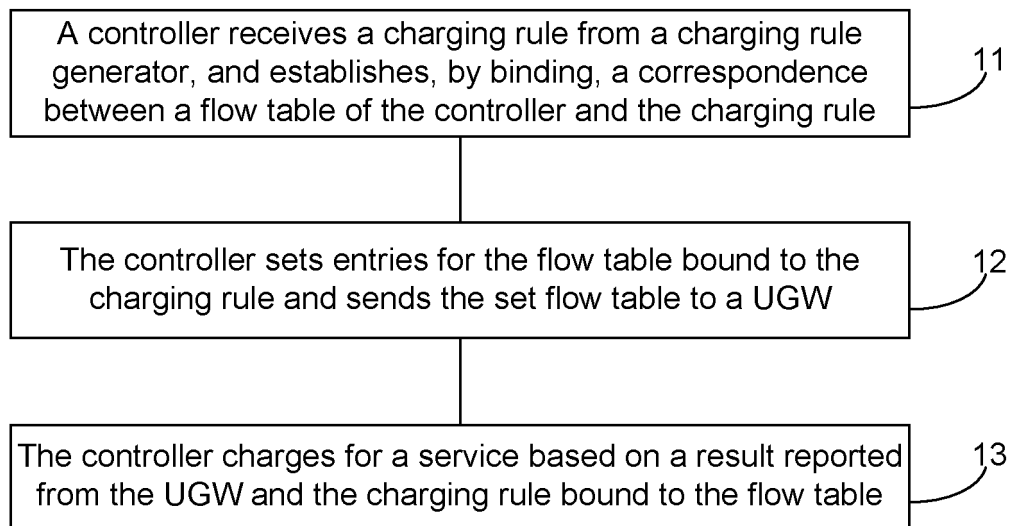 A controller receives a charging rule from a charging rule
generator, and establishes, by binding, a correspondence
between a flow table of the controller and the charging rule
11
The controller sets entries for the flow table bound to the
charging rule and sends the set flow table to a UGW
12
The controller charges for a service based on a result reported
from the UGW and the charging rule bound to the flow table
13